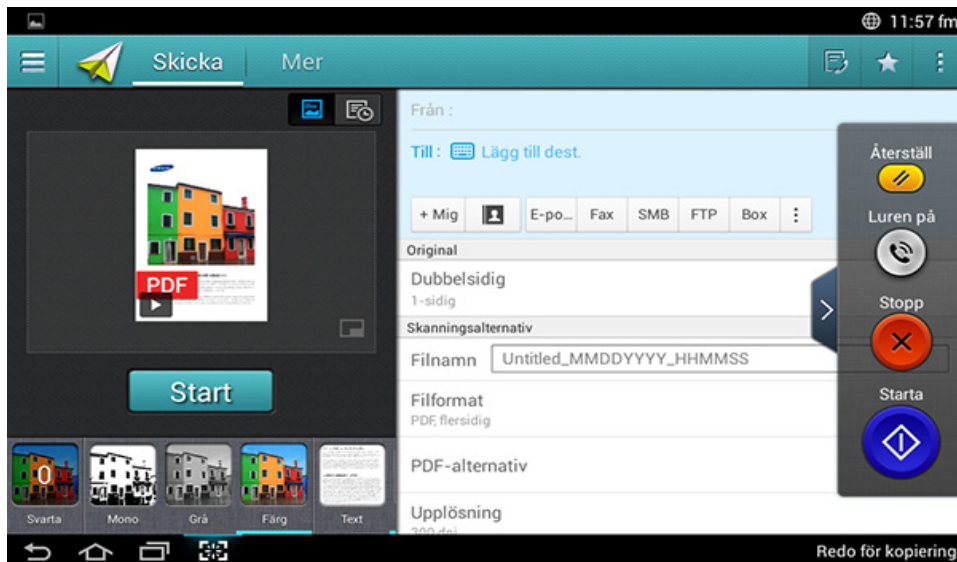 11:57 fm
Skicka
Mer
Från :
Till : Lägg till dest.
+ Mig
E-po...
Fax
SMB
FTP
Box
Original
Dubbelsidig
1-sidig
Skanningsalternativ
Filnamn
Untitled_MMDDYYYY_HHMMSS
Filformat
PDF, flersidig
PDF-alternativ
Upplösning
300 dpi
PDF
Start
0
Svarta
Mono
Grå
Färg
Text
Återställ
Luren på
Stopp
Starta
Redo för kopiering